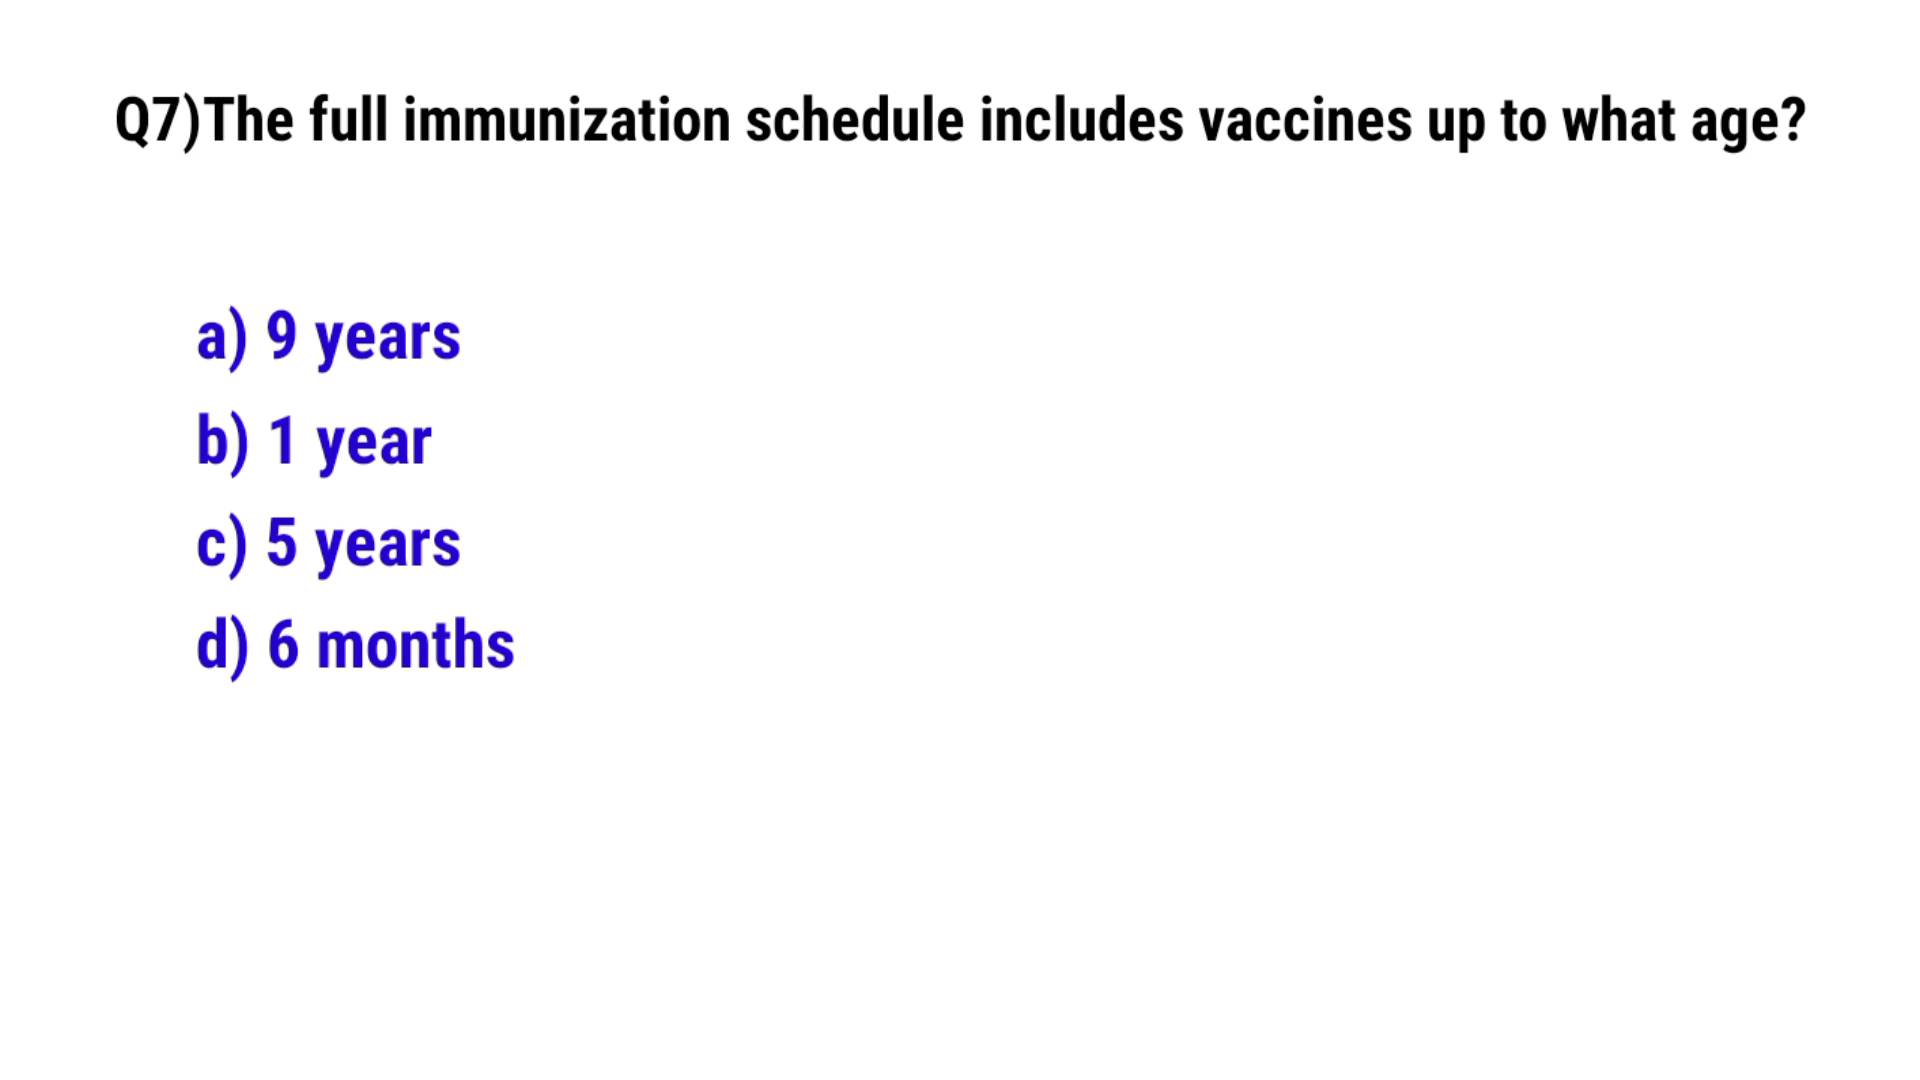 Q7)The full immunization schedule includes vaccines up to what age?
a) 9 years
b) 1 year
c) 5 years
d) 6 months